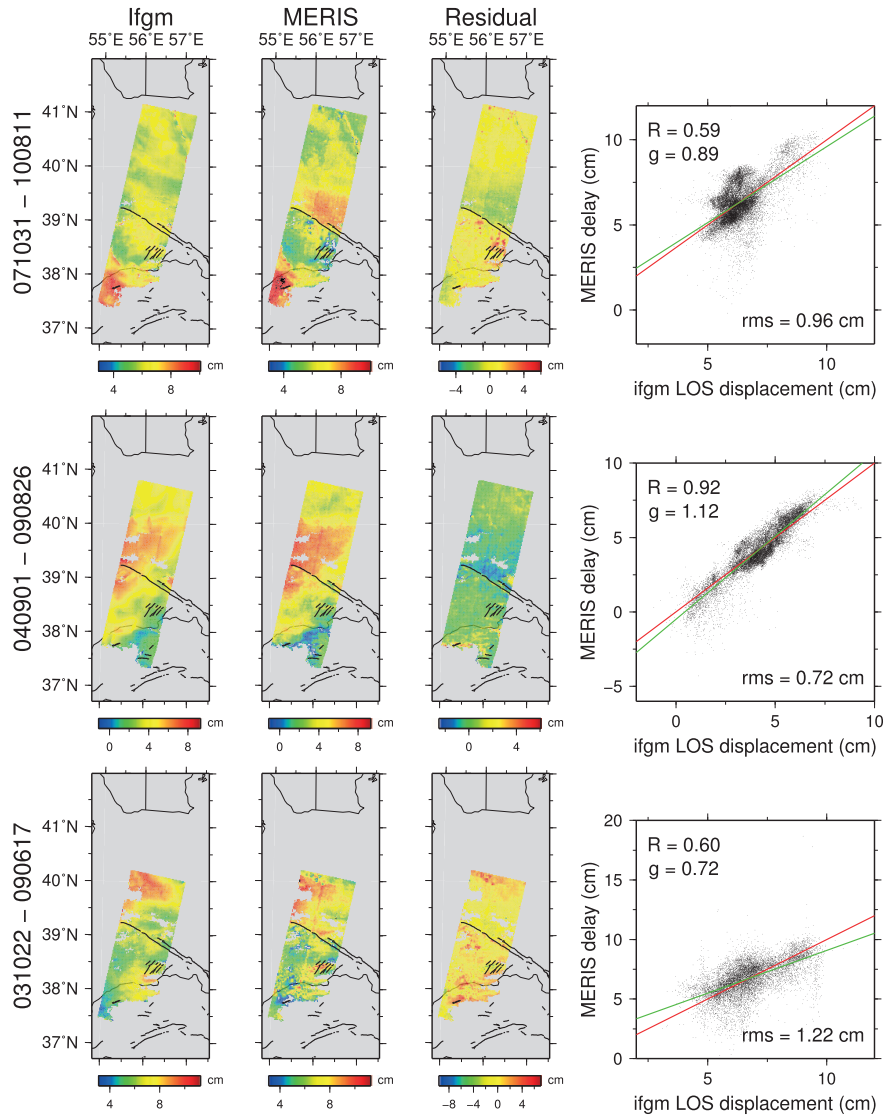 Ifgm MERIS Residual
55˚E 56˚E 57˚E 55˚E 56˚E 57˚E 55˚E 56˚E 57˚E
071031 − 100811
41˚N
40˚N
39˚N
38˚N
37˚N
4 8 cm
4 8 cm
−4 0 4 cm
R = 0.59
g = 0.89
rms = 0.96 cm
MERIS delay (cm)
10
5
0
5 10
ifgm LOS displacement (cm)
040901 − 090826
41˚N
40˚N
39˚N
38˚N
37˚N
0 4 8 cm
0 4 8 cm
0 4 cm
R = 0.92
g = 1.12
rms = 0.72 cm
MERIS delay (cm)
10
5
0
−5
0 5 10
ifgm LOS displacement (cm)
031022 − 090617
41˚N
40˚N
39˚N
38˚N
37˚N
4 8 cm
4 8 cm
−8 −4 0 4 cm
R = 0.60
g = 0.72
rms = 1.22 cm
MERIS delay (cm)
20
15
10
5
0
5 10
ifgm LOS displacement (cm)